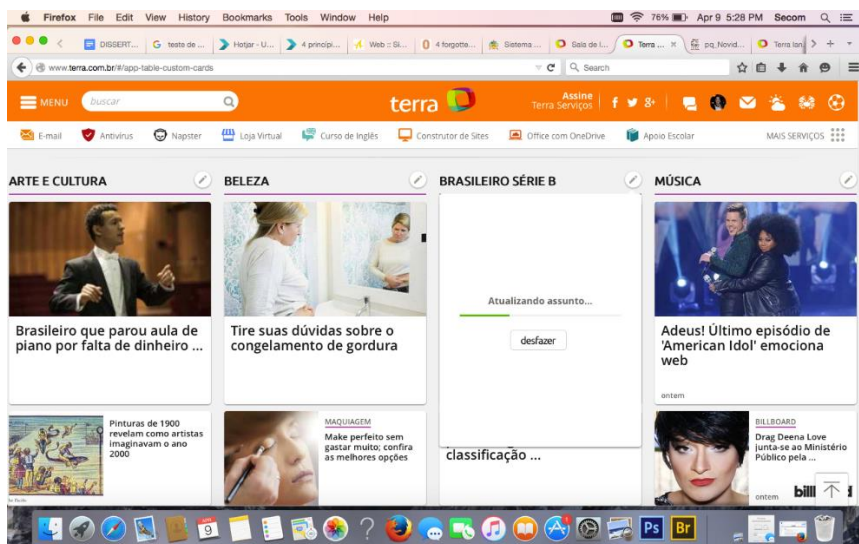 Firefox File Edit View History Bookmarks Tools Window Help 76% Apr 9 5:28 PM Secom
DISSERT... teste de ... Hotjar - U... 4 princípi... Web :: Si... 4 forgotte... Sistema ... Sala de I... Terra ... pq_Novid... Terra lan
www.terra.com.br/#/app-table-custom-cards Search
MENU buscar terra Assine
Terra Serviços
E-mail Antivirus Napster Loja Virtual Curso de Inglês Construtor de Sites Office com OneDrive Apoio Escolar MAIS SERVIÇOS
ARTE E CULTURA BELEZA BRASILEIRO SÉRIE B MÚSICA
Atualizando assunto...
desfazer
Brasileiro que parou aula de
piano por falta de dinheiro ...
Tire suas dúvidas sobre o
congelamento de gordura
Adeus! Último episódio de
'American Idol' emociona
web
ontem
Pinturas de 1900
revelam como artistas
imaginavam o ano
2000
MAQUIAGEM
Make perfeito sem
gastar muito; confira
as melhores opções
classificação ...
BILLBOARD
Drag Deena Love
junta-se ao Ministério
Público pela ...
ontem
9
Ps Br